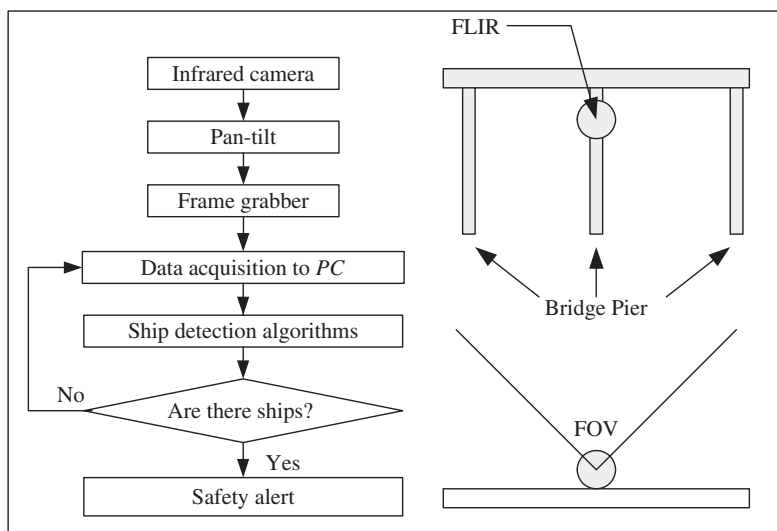 Infrared camera
Pan-tilt
Frame grabber
Data acquisition to PC
Ship detection algorithms
No
Are there ships?
Yes
Safety alert
FLIR
Bridge Pier
FOV